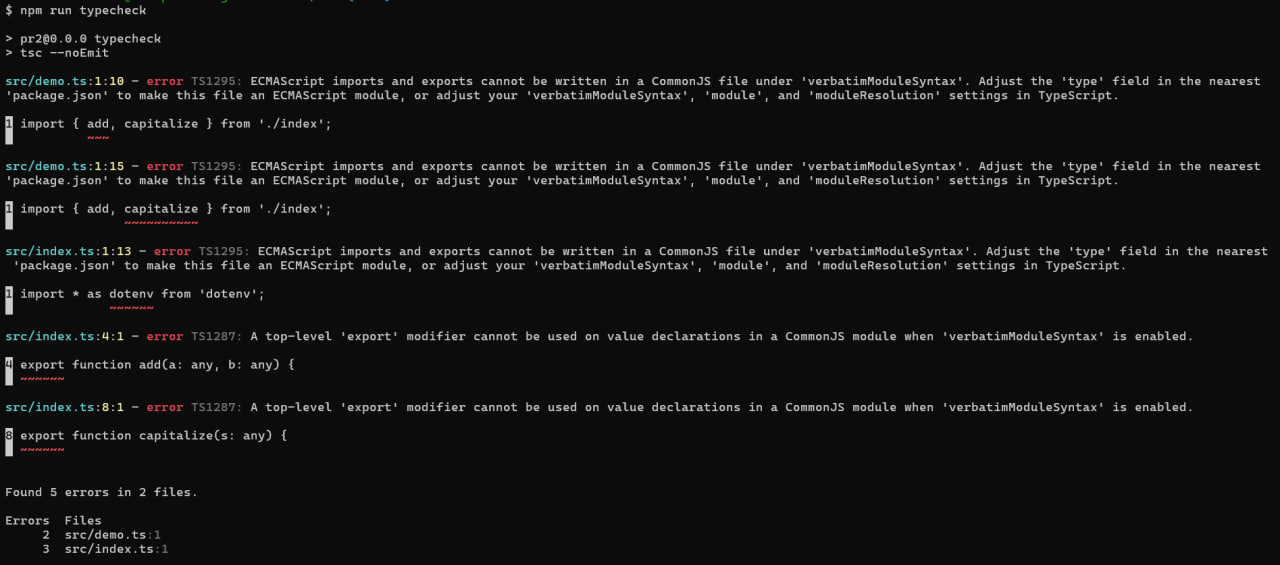 $ npm run typecheck
> pr2@0.0.0 typecheck
> tsc --noEmit
src/demo.ts:1:10 - error TS1295: ECMAScript imports and exports cannot be written in a CommonJS file under 'verbatimModuleSyntax'. Adjust the 'type' field in the nearest
'package.json' to make this file an ECMAScript module, or adjust your 'verbatimModuleSyntax', 'module', and 'moduleResolution' settings in TypeScript.
1 import { add, capitalize } from './index';
~~~
src/demo.ts:1:15 - error TS1295: ECMAScript imports and exports cannot be written in a CommonJS file under 'verbatimModuleSyntax'. Adjust the 'type' field in the nearest
'package.json' to make this file an ECMAScript module, or adjust your 'verbatimModuleSyntax', 'module', and 'moduleResolution' settings in TypeScript.
1 import { add, capitalize } from './index';
~~~~~~~~~~
src/index.ts:1:13 - error TS1295: ECMAScript imports and exports cannot be written in a CommonJS file under 'verbatimModuleSyntax'. Adjust the 'type' field in the nearest
'package.json' to make this file an ECMAScript module, or adjust your 'verbatimModuleSyntax', 'module', and 'moduleResolution' settings in TypeScript.
1 import * as dotenv from 'dotenv';
~~~~~~
src/index.ts:4:1 - error TS1287: A top-level 'export' modifier cannot be used on value declarations in a CommonJS module when 'verbatimModuleSyntax' is enabled.
4 export function add(a: any, b: any) {
~~~~~~
src/index.ts:8:1 - error TS1287: A top-level 'export' modifier cannot be used on value declarations in a CommonJS module when 'verbatimModuleSyntax' is enabled.
8 export function capitalize(s: any) {
~~~~~~
Found 5 errors in 2 files.
Errors  Files
2  src/demo.ts:1
3  src/index.ts:1